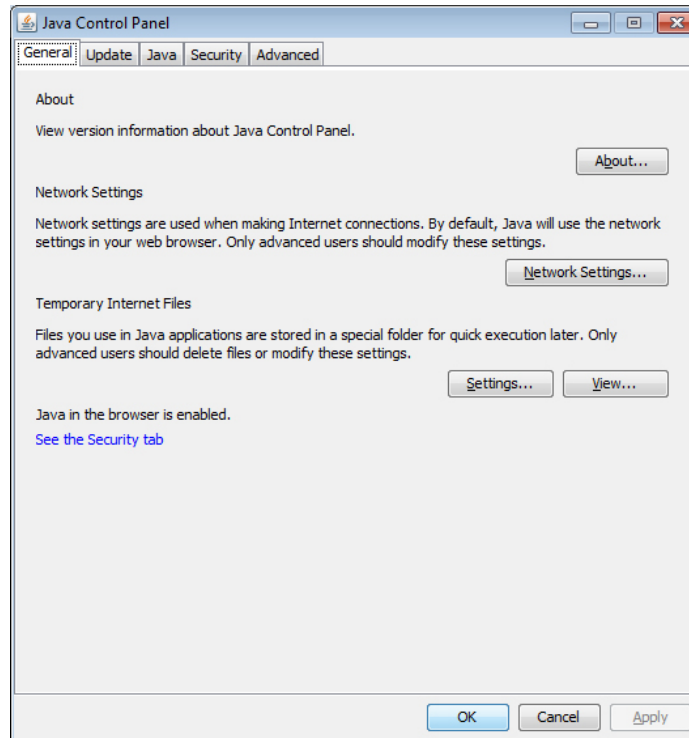 Java Control Panel
General Update Java Security Advanced
About
View version information about Java Control Panel.
About...
Network Settings
Network settings are used when making Internet connections. By default, Java will use the network
settings in your web browser. Only advanced users should modify these settings.
Network Settings...
Temporary Internet Files
Files you use in Java applications are stored in a special folder for quick execution later. Only
advanced users should delete files or modify these settings.
Settings... View...
Java in the browser is enabled.
See the Security tab
OK Cancel Apply